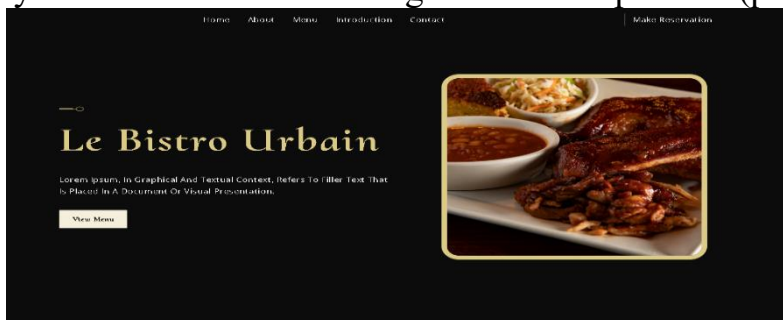 Home About Menu Introduction Contact
Make Reservation
Le Bistro Urbain
Lorem Ipsum, In Graphical And Textual Context, Refers To Filler Text That
Is Placed In A Document Or Visual Presentation.
View Menu